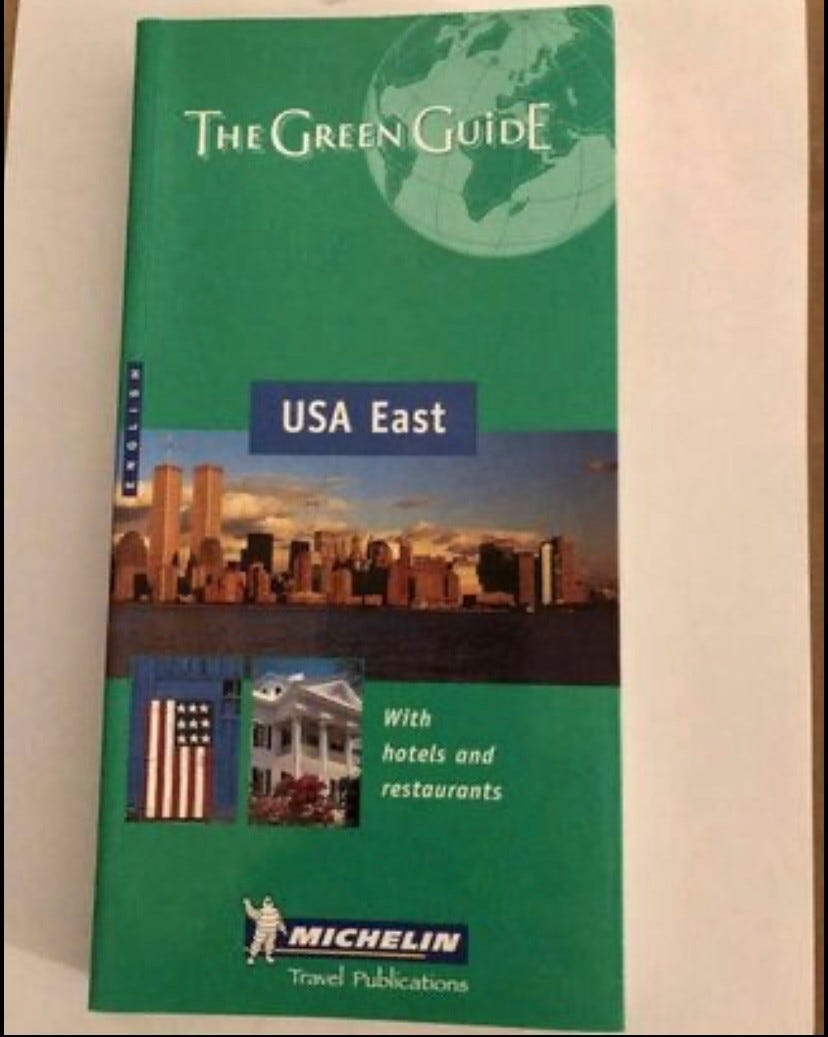 THE GREEN GUiDE
USA East
ENGLISH
With
hotels and
restaurants
MICHELIN
Travel Publications